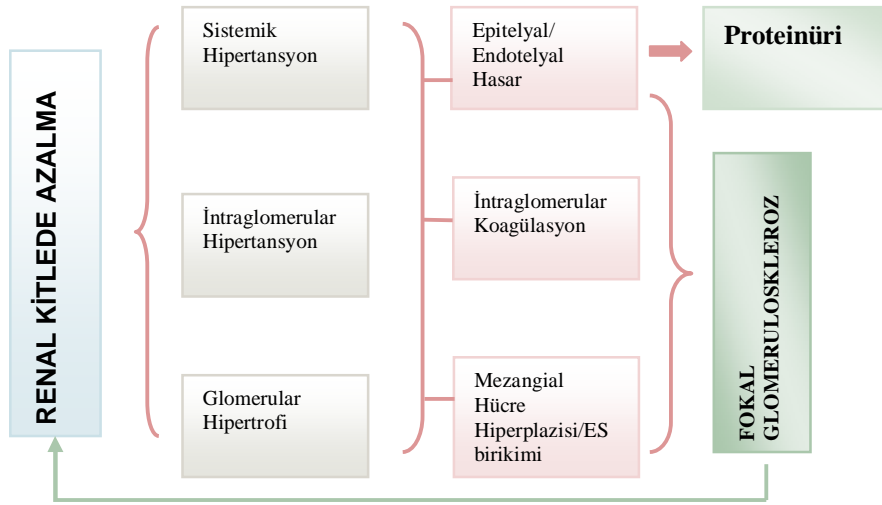 RENAL KİTLEDE AZALMA
Sistemik
Hipertansyon
İntraglomerular
Hipertansyon
Glomerular
Hipertrofi
Epitelyal/
Endotelyal
Hasar
İntraglomerular
Koagülasyon
Mezangial
Hücre
Hiperplazisi/ES
birikimi
Proteinüri
FOKAL
GLOMERULOSKLEROZ